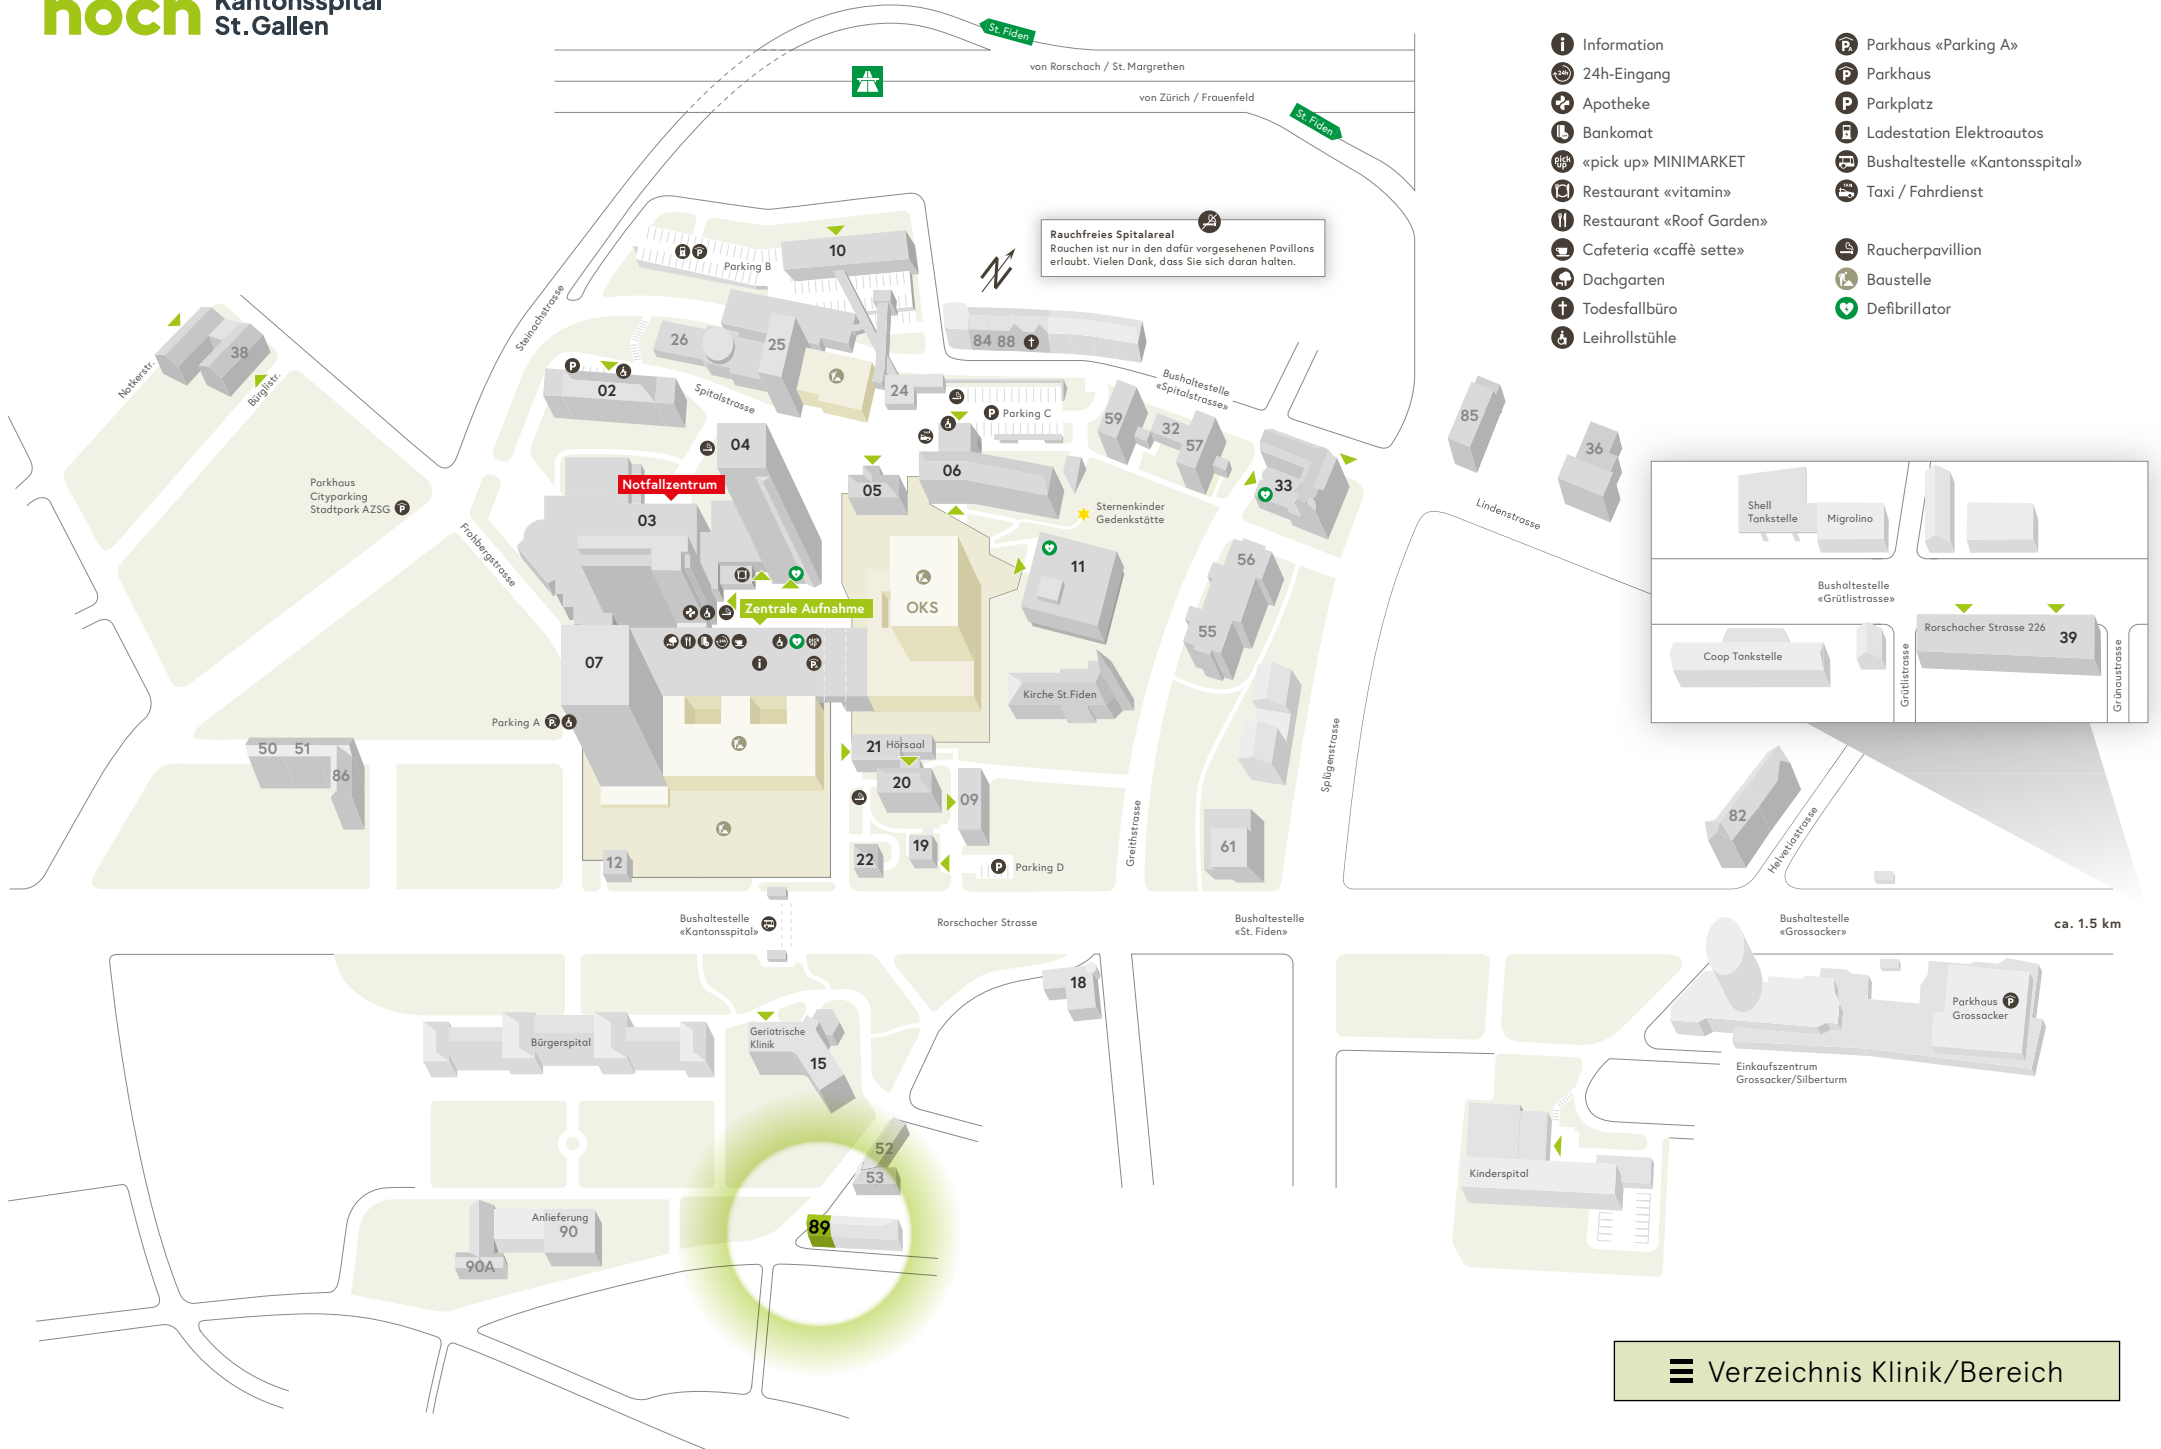 noch
Kantonsspital
St.Gallen
St. Fiden
von Rorschach / St. Margrethen
von Zürich / Frauenfeld
St. Fiden
Information
24h-Eingang
Apotheke
Bankomat
«pick up» MINIMARKET
Restaurant «vitamin»
Restaurant «Roof Garden»
Cafeteria «caffè sette»
Dachgarten
Todesfallbüro
Leihrollstühle
Parkhaus «Parking A»
Parkhaus
Parkplatz
Ladestation Elektroautos
Bushaltestelle «Kantonsspital»
Taxi / Fahrdienst
Raucherpavillion
Baustelle
Defibrillator
Rauchfreies Spitalareal
Rauchen ist nur in den dafür vorgesehenen Pavillons
erlaubt. Vielen Dank, dass Sie sich daran halten.
N
Parking B
10
Steinachstrasse
26
25
84 88
38
Notkerstr.
Bürglistr.
02
Spitalstrasse
24
Bushaltestelle
«Spitalstrasse»
Parking C
59
32
57
85
36
04
06
05
33
Notfallzentrum
03
Parkhaus
Cityparking
Stadtpark AZSG
Frohbergstrasse
Sternenkinder
Gedenkstätte
11
Lindenstrasse
Shell
Tankstelle
Migrolino
Bushaltestelle
«Grütlistrasse»
Rorschacher Strasse 226
39
Coop Tankstelle
Grütlistrasse
Grünaustrasse
56
55
OKS
Zentrale Aufnahme
07
Kirche St.Fiden
Parking A
50 51
86
21 Hörsaal
20
09
Splügenstrasse
Greithstrasse
61
82
Helvetiastrasse
12
22
19
Parking D
Bushaltestelle
«Kantonsspital»
Rorschacher Strasse
Bushaltestelle
«St. Fiden»
Bushaltestelle
«Grossacker»
ca. 1.5 km
18
Parkhaus
Grossacker
Bürgerspital
Geriatrische
Klinik
15
Einkaufszentrum
Grossacker/Silberturm
52
53
Kinderspital
89
Anlieferung
90
90A
Verzeichnis Klinik/Bereich